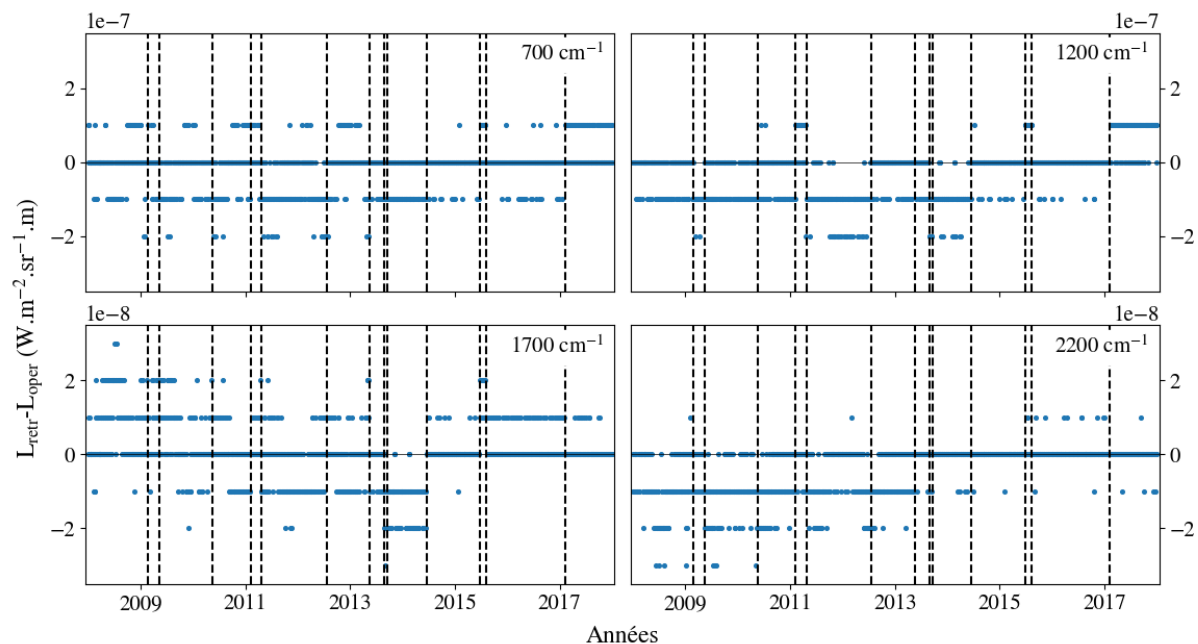 1e−7
1e−7
700 cm⁻¹
1200 cm⁻¹
2
0
−2
2
0
−2
1e−8
1e−8
1700 cm⁻¹
2200 cm⁻¹
2
0
−2
2
0
−2
L_retr-L_oper (W.m⁻².sr⁻¹.m)
2009 2011 2013 2015 2017
2009 2011 2013 2015 2017
Années